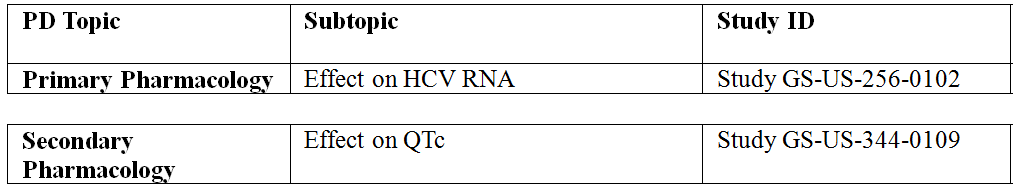 PD Topic Subtopic Study ID
Primary Pharmacology Effect on HCV RNA Study GS-US-256-0102
Secondary Effect on QTc Study GS-US-344-0109
Pharmacology